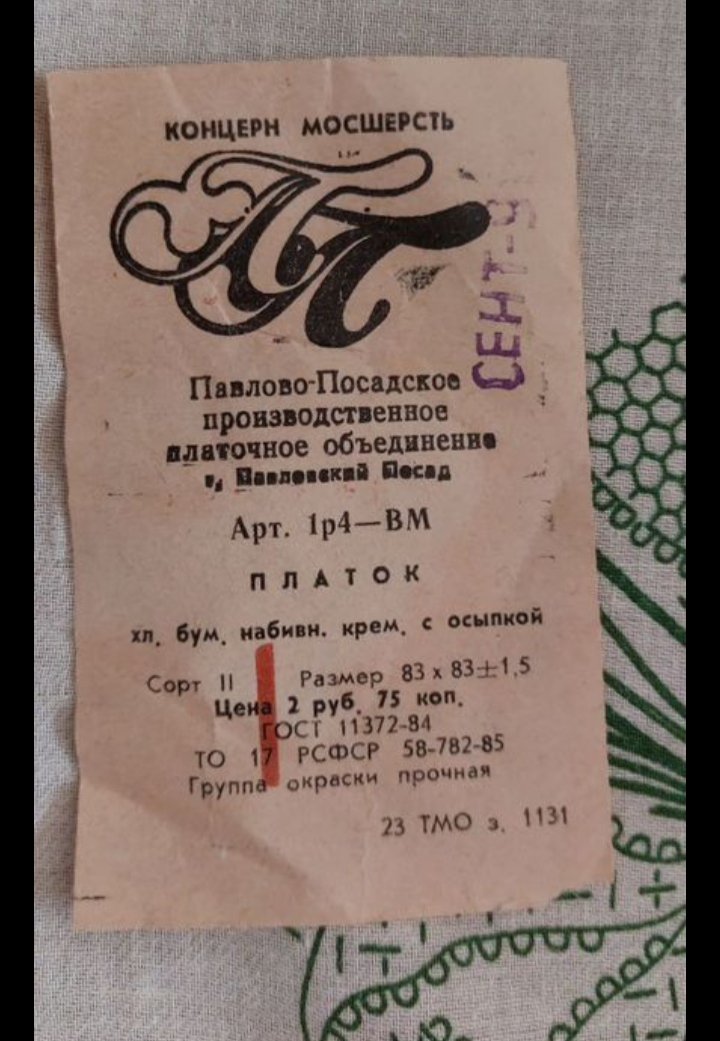 КОНЦЕРН МОСШЕРСТЬ
ПП
СЕНТ-9
Павлово-Посадское
производственное
платочное объединение
г. Павловский Посад
Арт. 1р4—ВМ
ПЛАТОК
хл. бум. набивн. крем. с осыпкой
Сорт II Размер 83 х 83±1,5
Цена 2 руб. 75 коп.
ГОСТ 11372-84
ТО 17 РСФСР 58-782-85
Группа окраски прочная
23 ТМО з. 1131